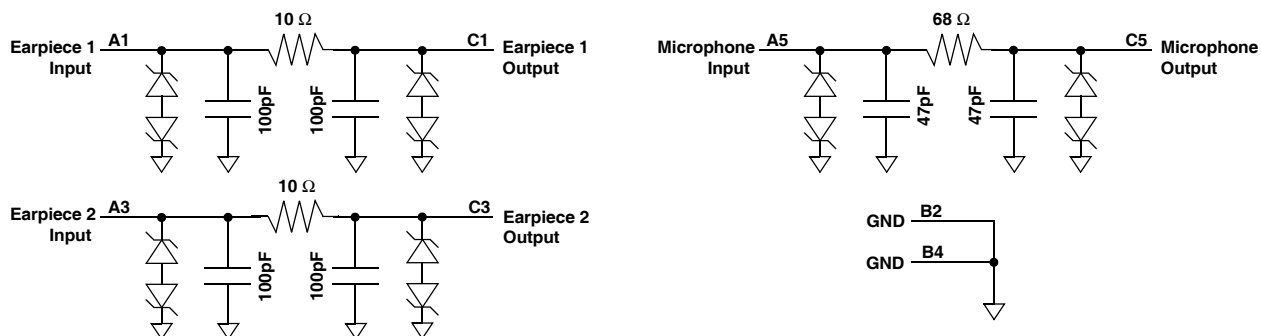 10 Ω
Earpiece 1 Input
A1
C1
Earpiece 1 Output
100pF
100pF
68 Ω
Microphone Input
A5
C5
Microphone Output
47pF
47pF
10 Ω
Earpiece 2 Input
A3
C3
Earpiece 2 Output
100pF
100pF
GND
B2
GND
B4